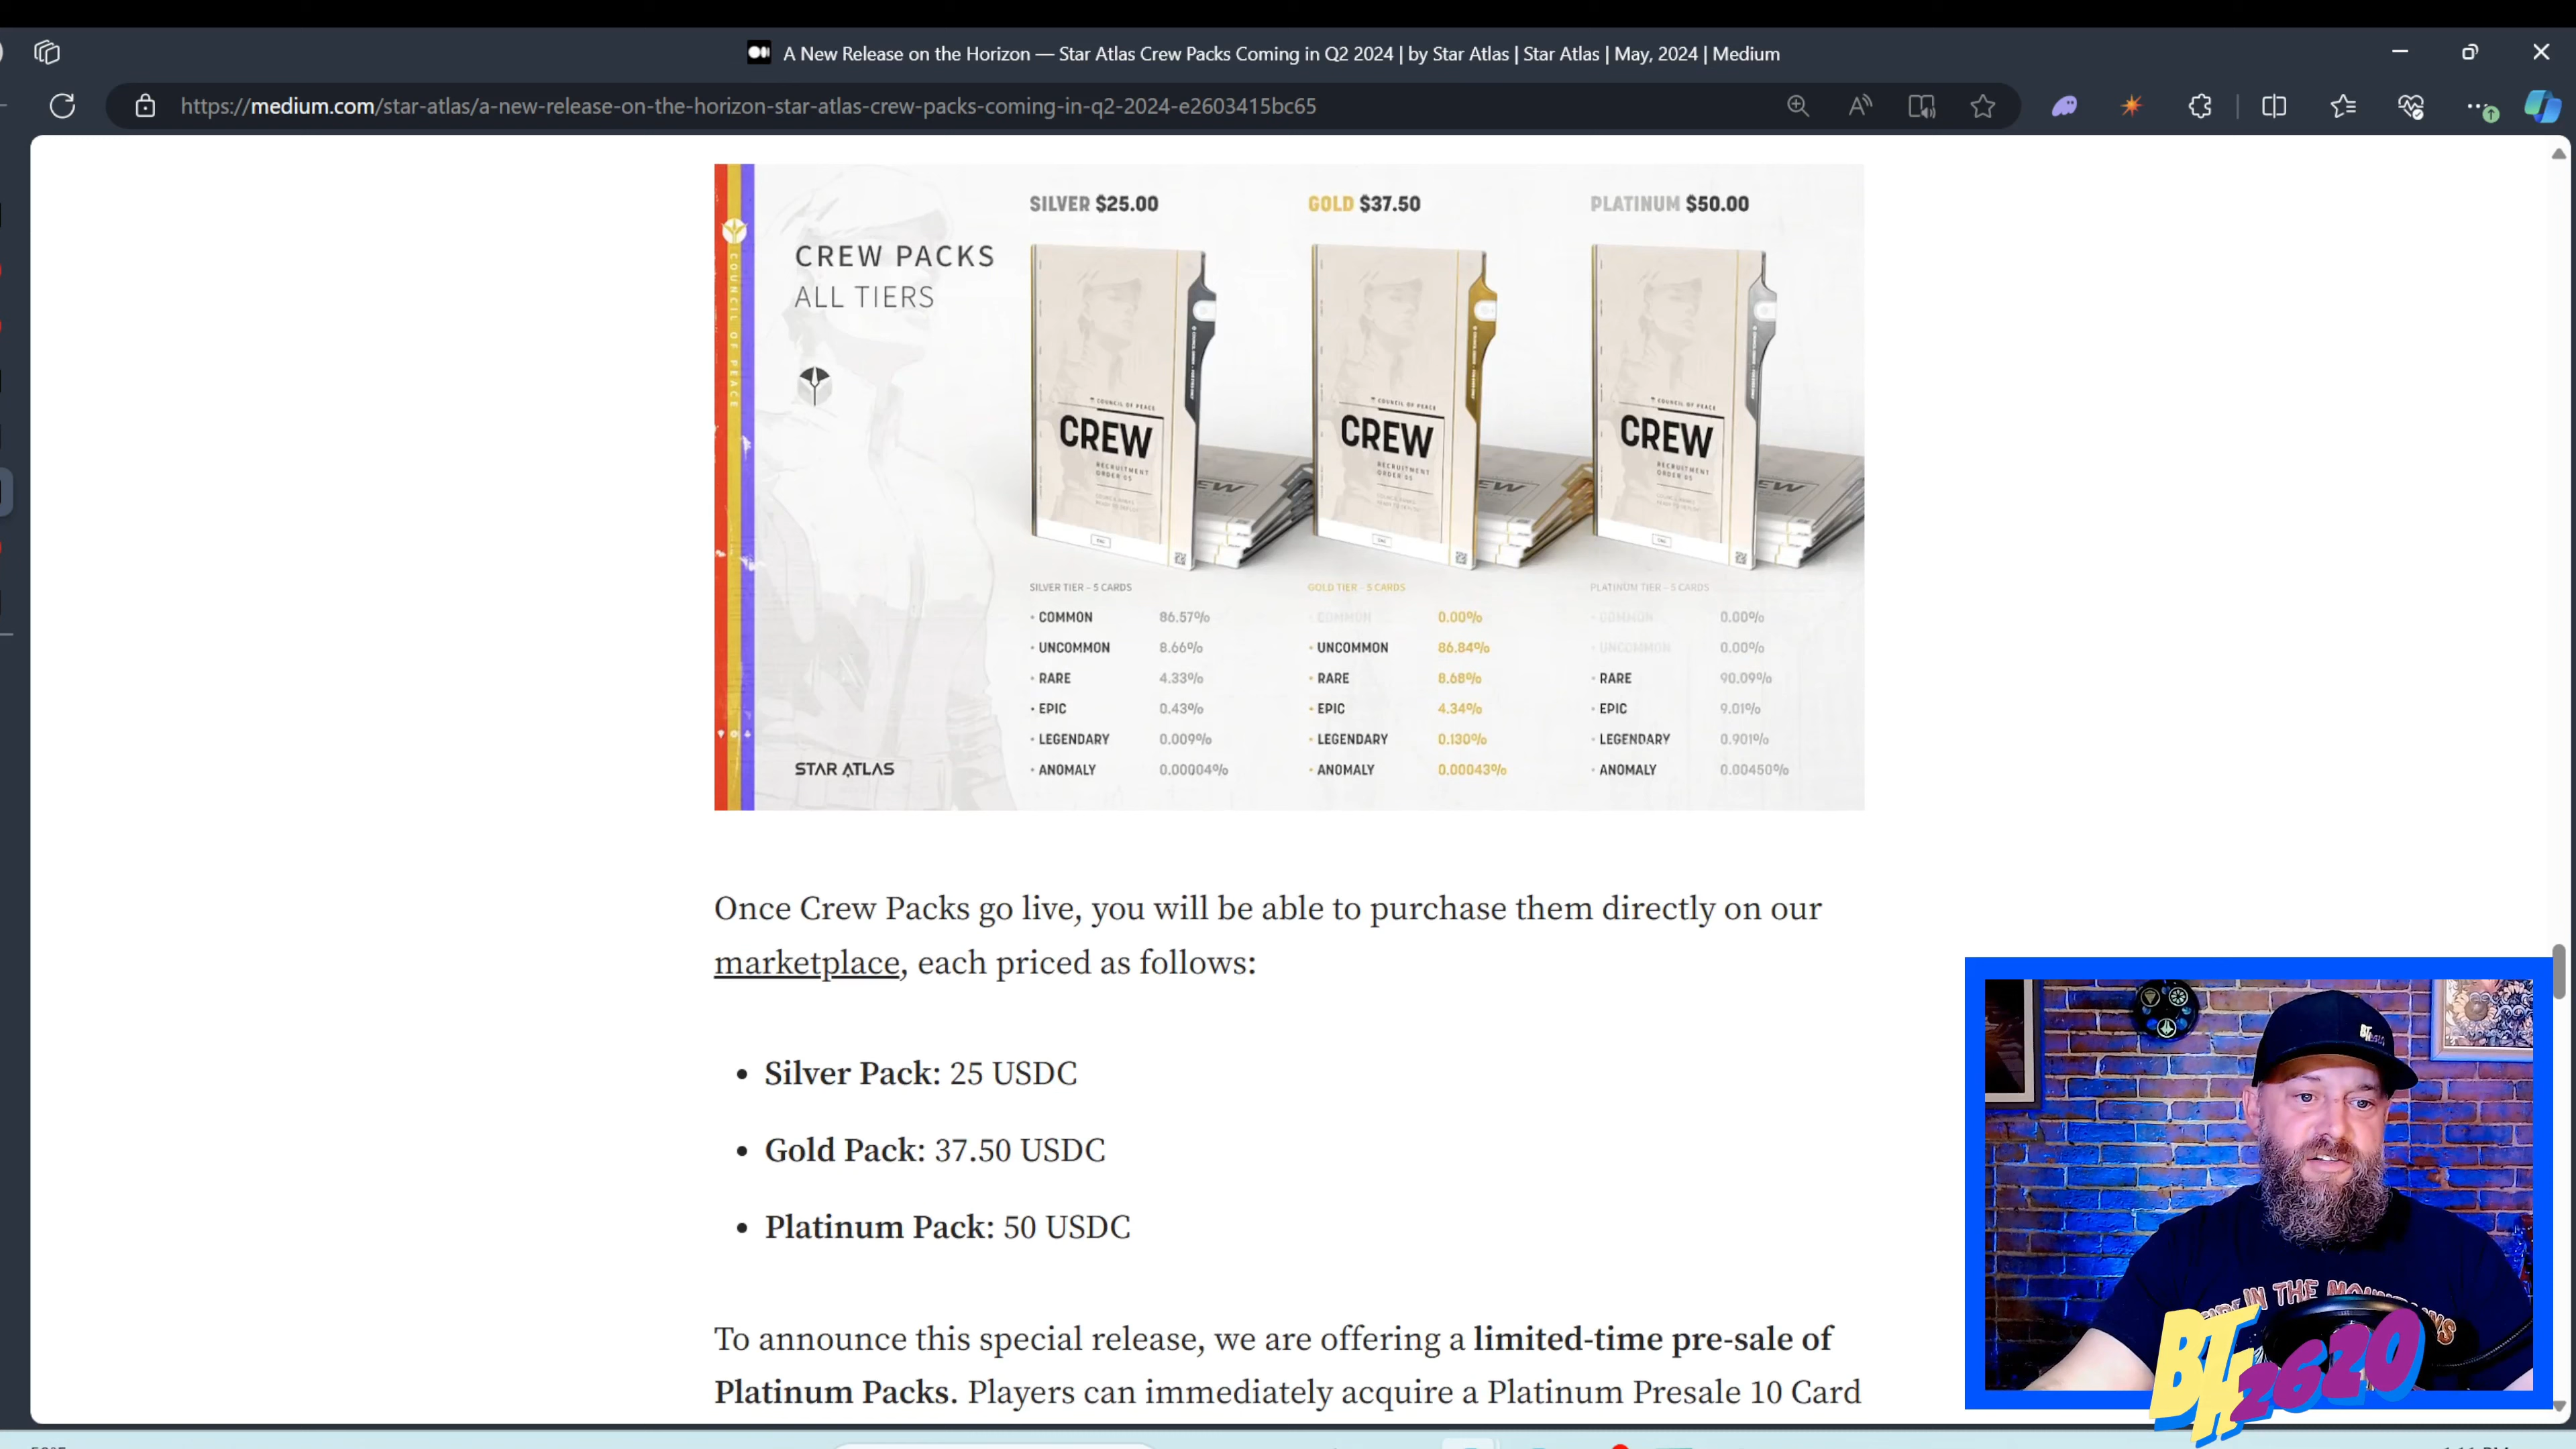 A New Release on the Horizon — Star Atlas Crew Packs Coming in Q2 2024 | by Star Atlas | Star Atlas | May, 2024 | Medium
https://medium.com/star-atlas/a-new-release-on-the-horizon-star-atlas-crew-packs-coming-in-q2-2024-e2603415bc65
COUNCIL OF PEACE
CREW PACKS
ALL TIERS
STAR ATLAS
SILVER $25.00
GOLD $37.50
PLATINUM $50.00
COUNCIL OF PEACE
CREW
RECRUITMENT
COUNCIL OF PEACE
CREW
RECRUITMENT
COUNCIL OF PEACE
CREW
RECRUITMENT
SILVER TIER – 5 CARDS
• COMMON 86.57%
• UNCOMMON 8.66%
• RARE 4.33%
• EPIC 0.43%
• LEGENDARY 0.009%
• ANOMALY 0.00004%
GOLD TIER – 5 CARDS
COMMON 0.00%
• UNCOMMON 86.84%
• RARE 8.68%
• EPIC 4.34%
• LEGENDARY 0.130%
• ANOMALY 0.00043%
PLATINUM TIER – 5 CARDS
• COMMON 0.00%
• UNCOMMON 0.00%
• RARE 90.09%
• EPIC 9.01%
• LEGENDARY 0.901%
• ANOMALY 0.00450%
Once Crew Packs go live, you will be able to purchase them directly on our
marketplace, each priced as follows:
• Silver Pack: 25 USDC
• Gold Pack: 37.50 USDC
• Platinum Pack: 50 USDC
To announce this special release, we are offering a limited-time pre-sale of
Platinum Packs. Players can immediately acquire a Platinum Presale 10 Card
IN THE
BTH
2620